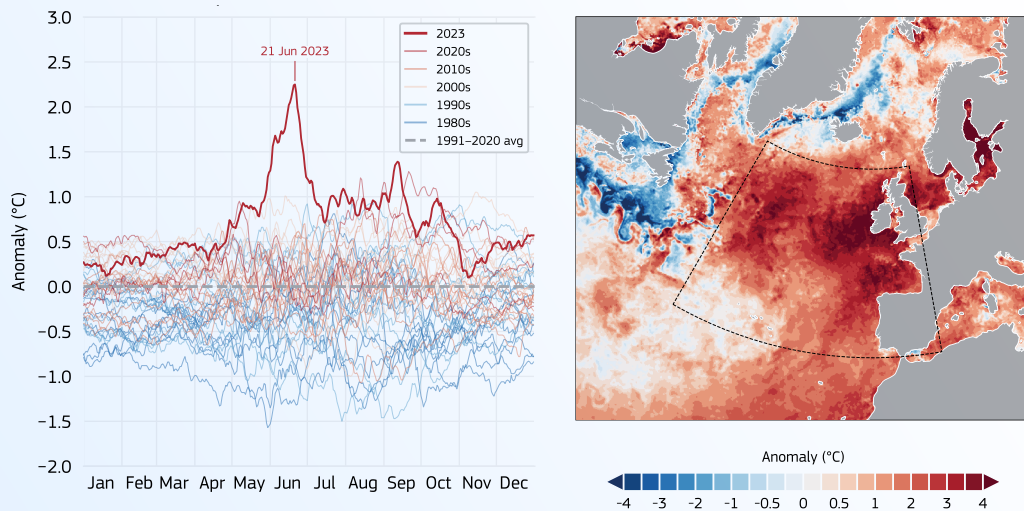 3.0
2.5
2.0
1.5
1.0
0.5
0.0
−0.5
−1.0
−1.5
−2.0
Anomaly (°C)
Jan Feb Mar Apr May Jun Jul Aug Sep Oct Nov Dec
21 Jun 2023
2023
2020s
2010s
2000s
1990s
1980s
1991–2020 avg
Anomaly (°C)
-4 -3 -2 -1 -0.5 0 0.5 1 2 3 4